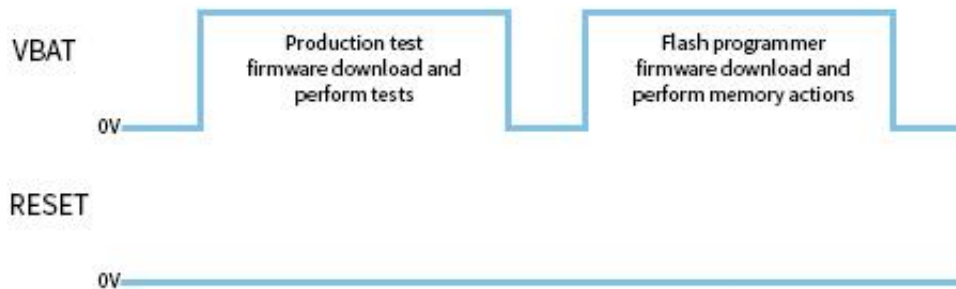 VBAT
Production test
firmware download and
perform tests
Flash programmer
firmware download and
perform memory actions
0V
RESET
0V